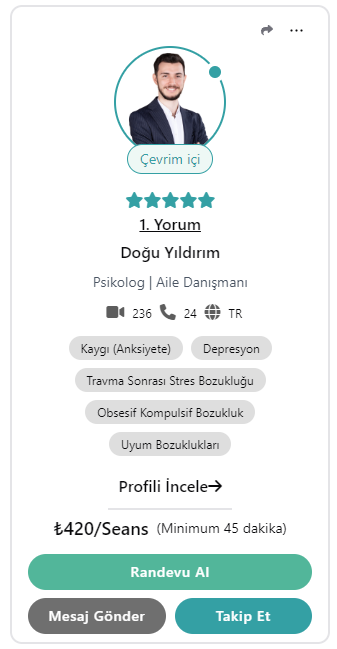 Çevrim içi
1. Yorum
Doğu Yıldırım
Psikolog | Aile Danışmanı
236 24 TR
Kaygı (Anksiyete) Depresyon
Travma Sonrası Stres Bozukluğu
Obsesif Kompulsif Bozukluk
Uyum Bozuklukları
Profili İncele→
₺420/Seans (Minimum 45 dakika)
Randevu Al
Mesaj Gönder Takip Et